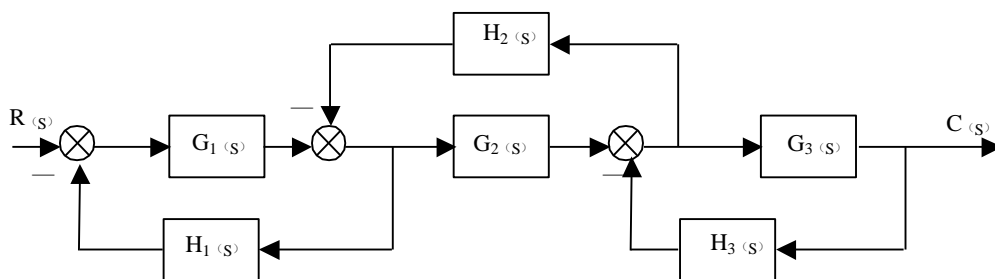 H₂（S）
—
R（S）
C（S）
G₁（S）
G₂（S）
G₃（S）
—
—
H₁（S）
H₃（S）